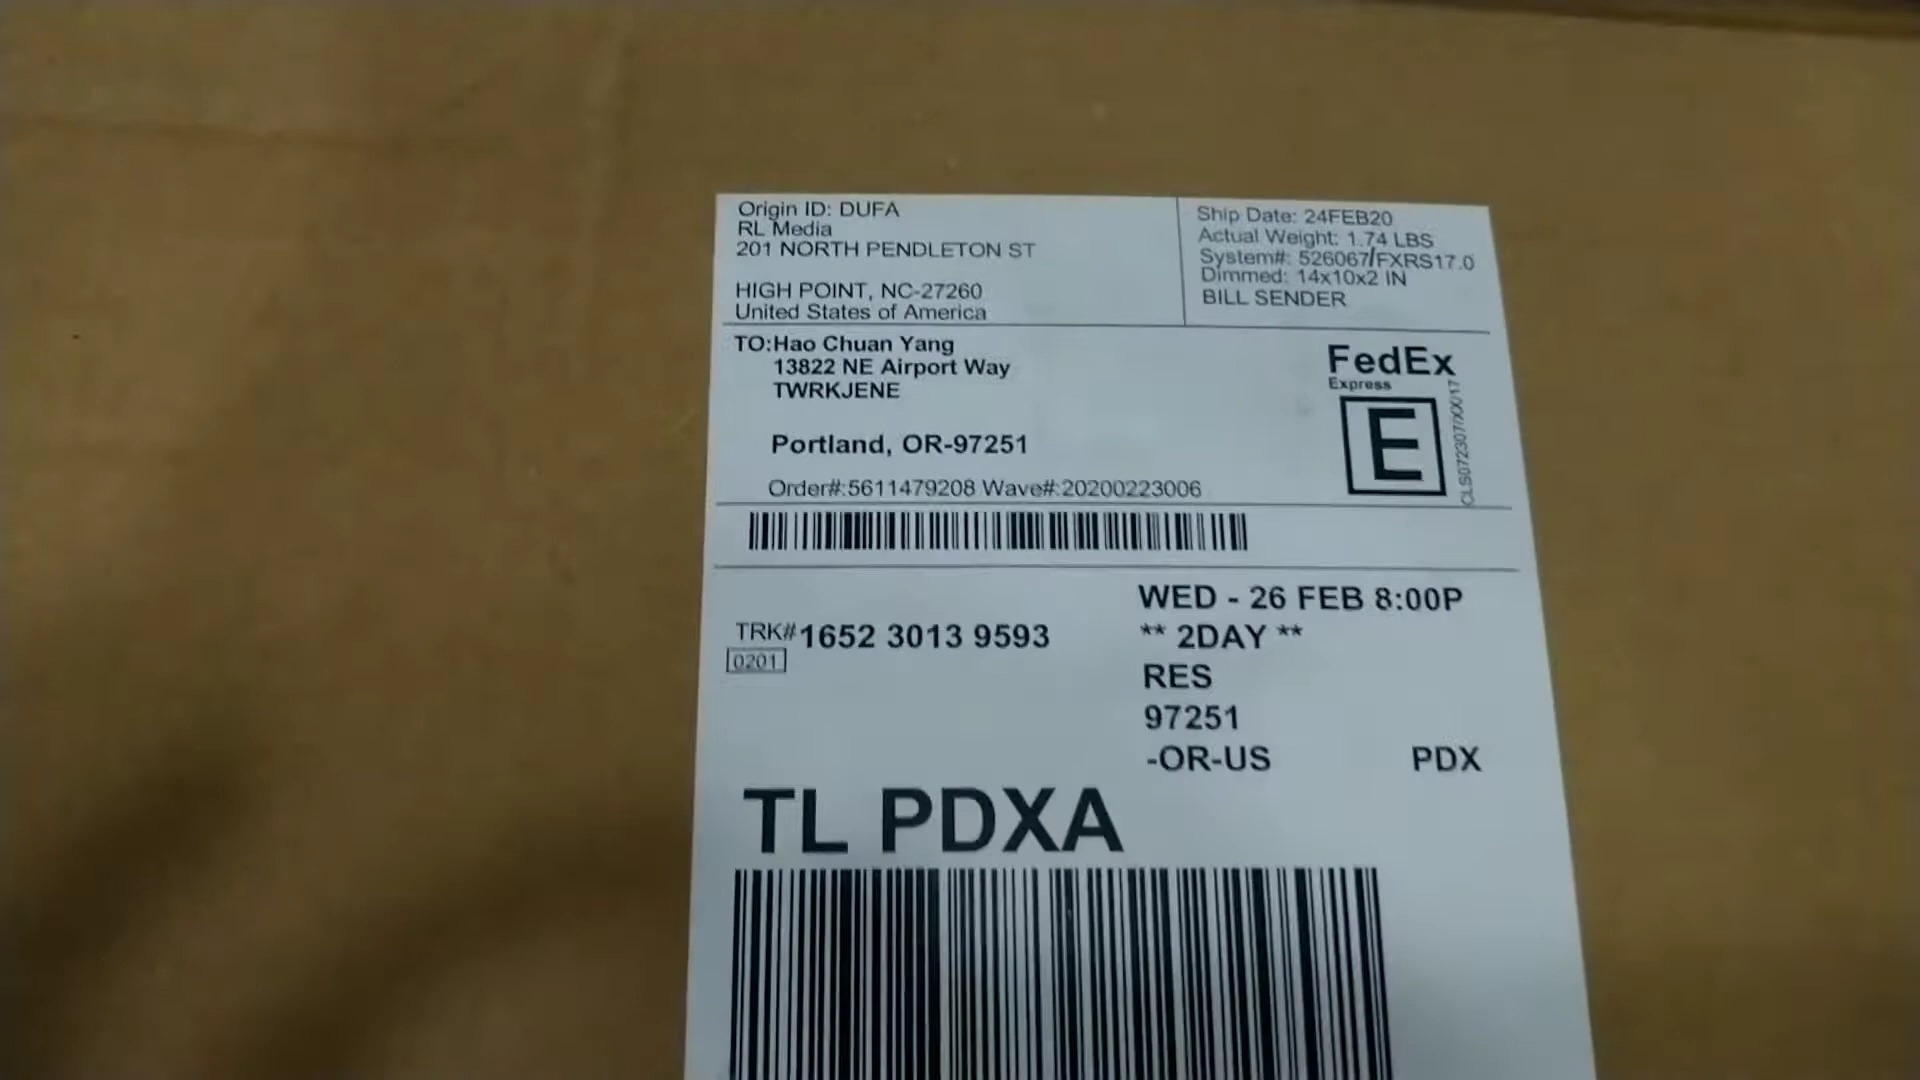 Origin ID: DUFA
RL Media
201 NORTH PENDLETON ST
HIGH POINT, NC-27260
United States of America
Ship Date: 24FEB20
Actual Weight: 1.74 LBS
System#: 526067/FXRS17.0
Dimmed: 14x10x2 IN
BILL SENDER
TO:Hao Chuan Yang
13822 NE Airport Way
TWRKJENE
Portland, OR-97251
Order#:5611479208 Wave#:20200223006
FedEx
Express
E
WED - 26 FEB 8:00P
TRK#1652 3013 9593
0201
** 2DAY **
RES
97251
-OR-US PDX
TL PDXA